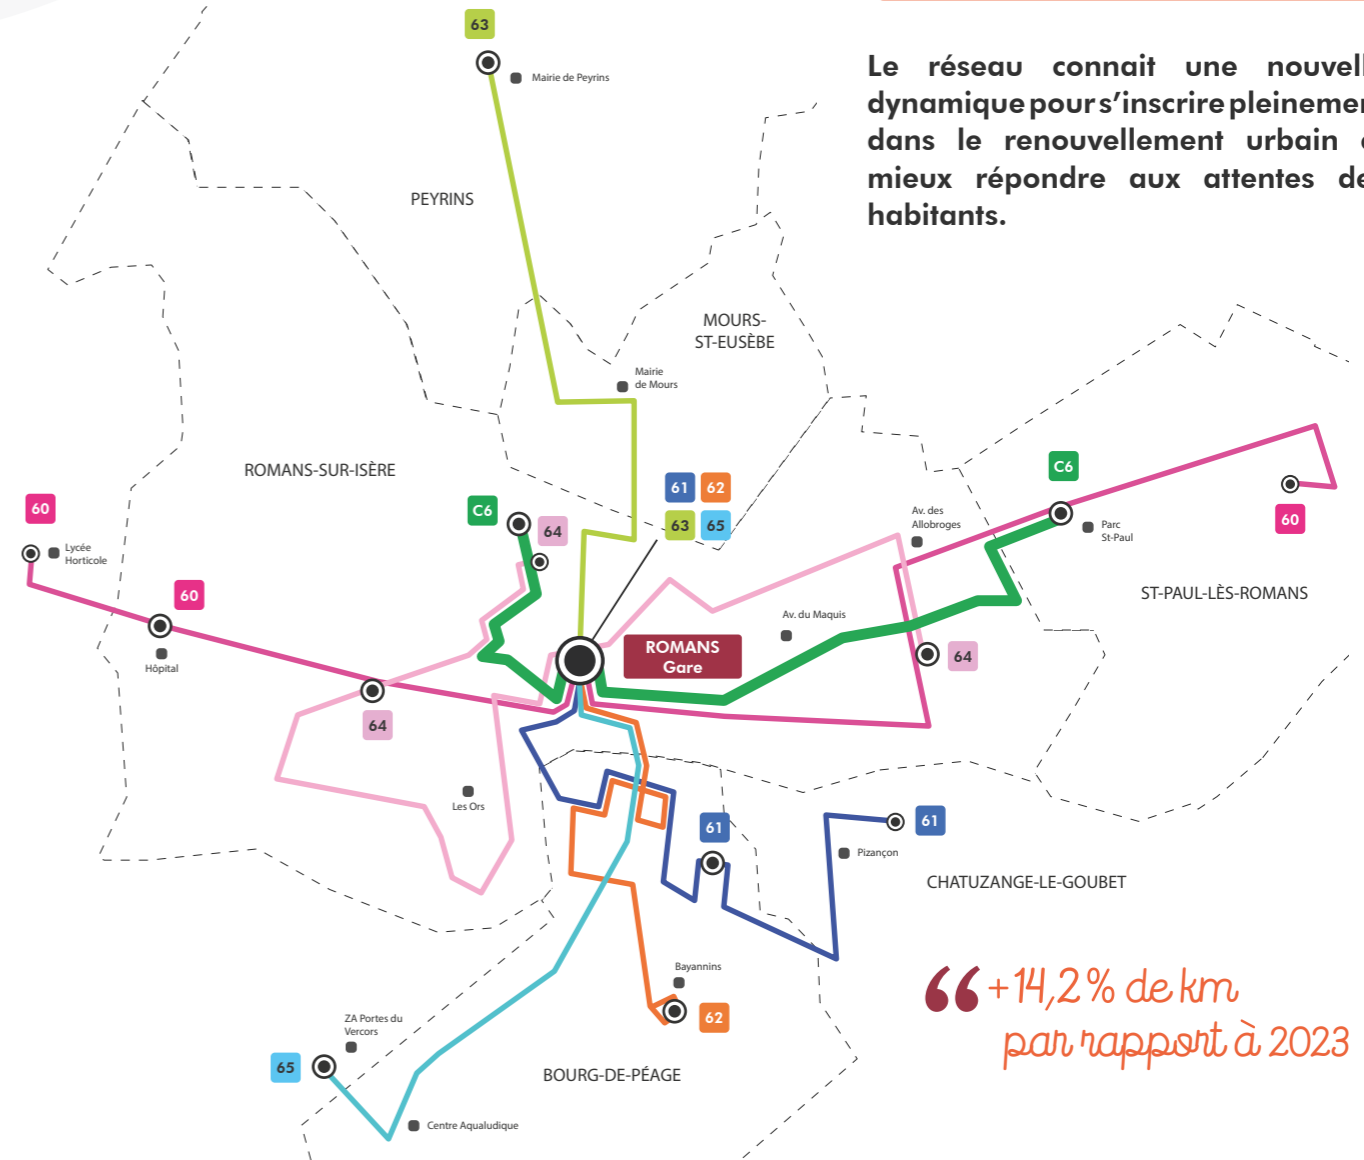 63
Mairie de Peyrins
Le réseau connait une nouvell
dynamique pour s'inscrire pleinemen
dans le renouvellement urbain e
mieux répondre aux attentes de
habitants.
PEYRINS
MOURS-
ST-EUSÈBE
Mairie
de Mours
ROMANS-SUR-ISÈRE
61 62
63 65
C6
60
C6
64
60
Lycée
Horticole
Av. des
Allobroges
Parc
St-Paul
60
60
Hôpital
ST-PAUL-LÈS-ROMANS
Av. du Maquis
ROMANS
Gare
64
64
Les Ors
61
61
Pizançon
CHATUZANGE-LE-GOUBET
Bayannins
62
+14,2% de km
par rapport à 2023
ZA Portes du
Vercors
65
BOURG-DE-PÉAGE
Centre Aqualudique